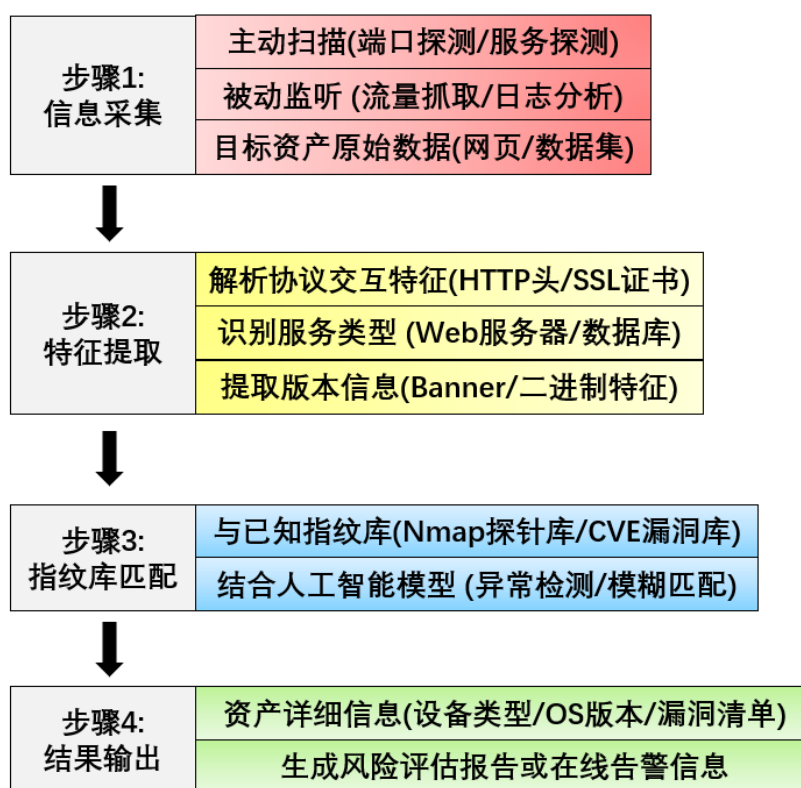 步骤1:
信息采集
主动扫描(端口探测/服务探测)
被动监听 (流量抓取/日志分析)
目标资产原始数据(网页/数据集)
步骤2:
特征提取
解析协议交互特征(HTTP头/SSL证书)
识别服务类型 (Web服务器/数据库)
提取版本信息(Banner/二进制特征)
步骤3:
指纹库匹配
与已知指纹库(Nmap探针库/CVE漏洞库)
结合人工智能模型 (异常检测/模糊匹配)
步骤4:
结果输出
资产详细信息(设备类型/OS版本/漏洞清单)
生成风险评估报告或在线告警信息